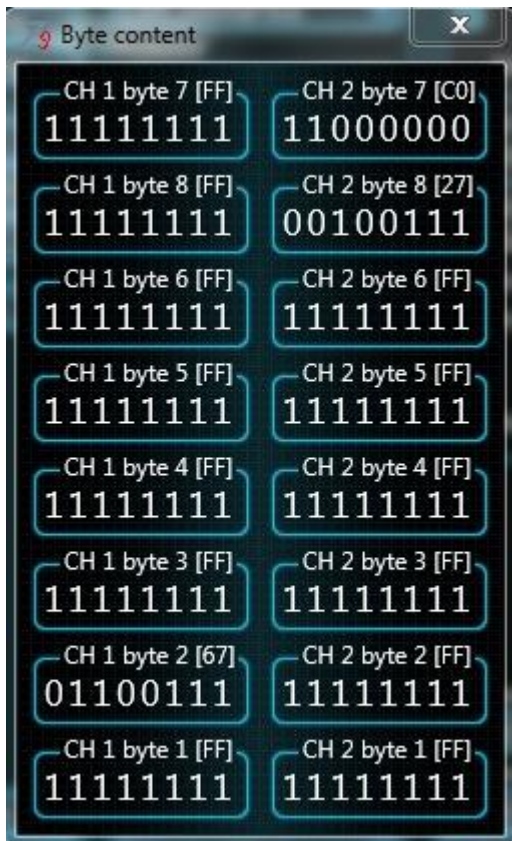 Byte content
x
CH 1 byte 7 [FF] CH 2 byte 7 [C0]
11111111 11000000
CH 1 byte 8 [FF] CH 2 byte 8 [27]
11111111 00100111
CH 1 byte 6 [FF] CH 2 byte 6 [FF]
11111111 11111111
CH 1 byte 5 [FF] CH 2 byte 5 [FF]
11111111 11111111
CH 1 byte 4 [FF] CH 2 byte 4 [FF]
11111111 11111111
CH 1 byte 3 [FF] CH 2 byte 3 [FF]
11111111 11111111
CH 1 byte 2 [67] CH 2 byte 2 [FF]
01100111 11111111
CH 1 byte 1 [FF] CH 2 byte 1 [FF]
11111111 11111111